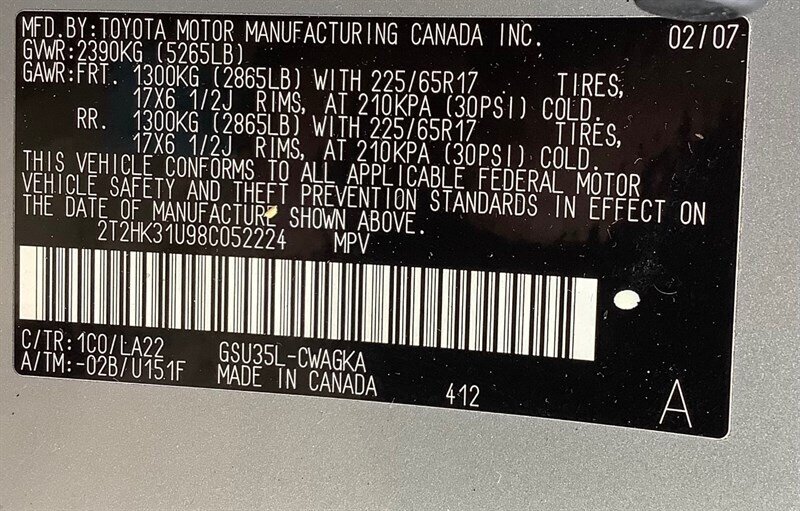 MFD.BY:TOYOTA MOTOR MANUFACTURING CANADA INC. 02/07
GVWR:2390KG (5265LB)
GAWR:FRT. 1300KG (2865LB) WITH 225/65R17 TIRES,
17X6 1/2J RIMS, AT 210KPA (30PSI) COLD.
RR. 1300KG (2865LB) WITH 225/65R17 TIRES,
17X6 1/2J RIMS, AT 210KPA (30PSI) COLD.
THIS VEHICLE CONFORMS TO ALL APPLICABLE FEDERAL MOTOR
VEHICLE SAFETY AND THEFT PREVENTION STANDARDS IN EFFECT ON
THE DATE OF MANUFACTURE SHOWN ABOVE.
2T2HK31U98C052224 MPV
C/TR:1C0/LA22 GSU35L-CWAGKA
A/TM:-02B/U151F MADE IN CANADA 412 A